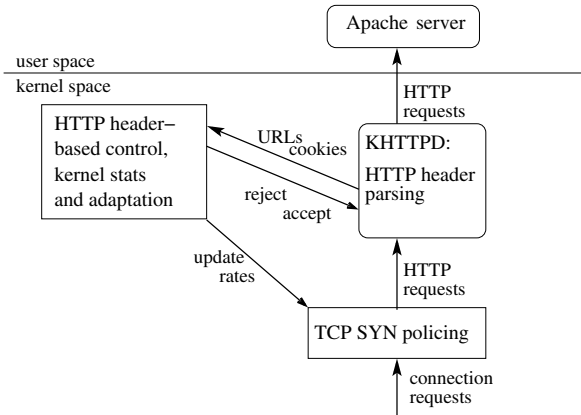 Apache server
user space
kernel space
HTTP
requests
HTTP header–
based control,
kernel stats
and adaptation
URLs
cookies
KHTTPD:
HTTP header
parsing
reject
accept
update
rates
HTTP
requests
TCP SYN policing
connection
requests